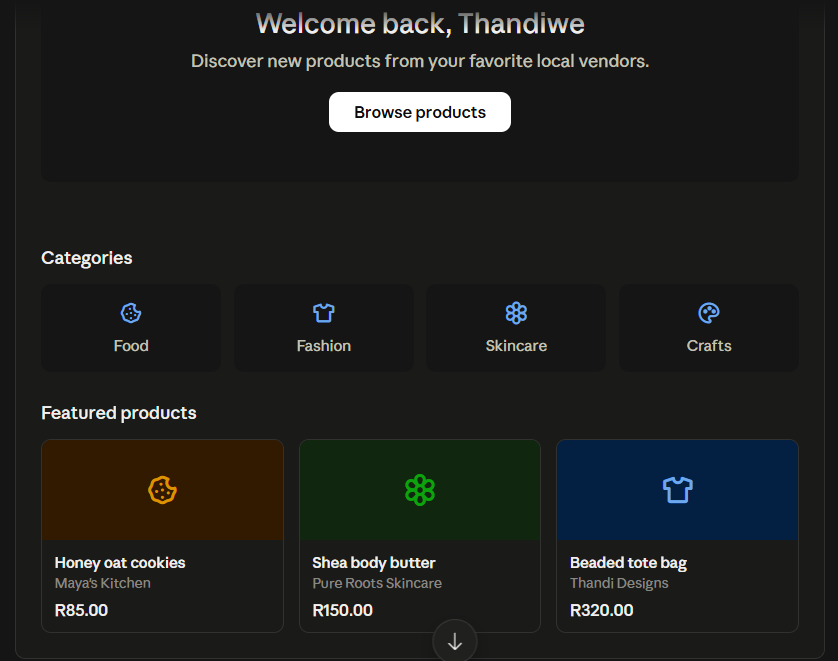 Welcome back, Thandiwe
Discover new products from your favorite local vendors.
Browse products
Categories
Food
Fashion
Skincare
Crafts
Featured products
Honey oat cookies
Maya's Kitchen
R85.00
Shea body butter
Pure Roots Skincare
R150.00
Beaded tote bag
Thandi Designs
R320.00